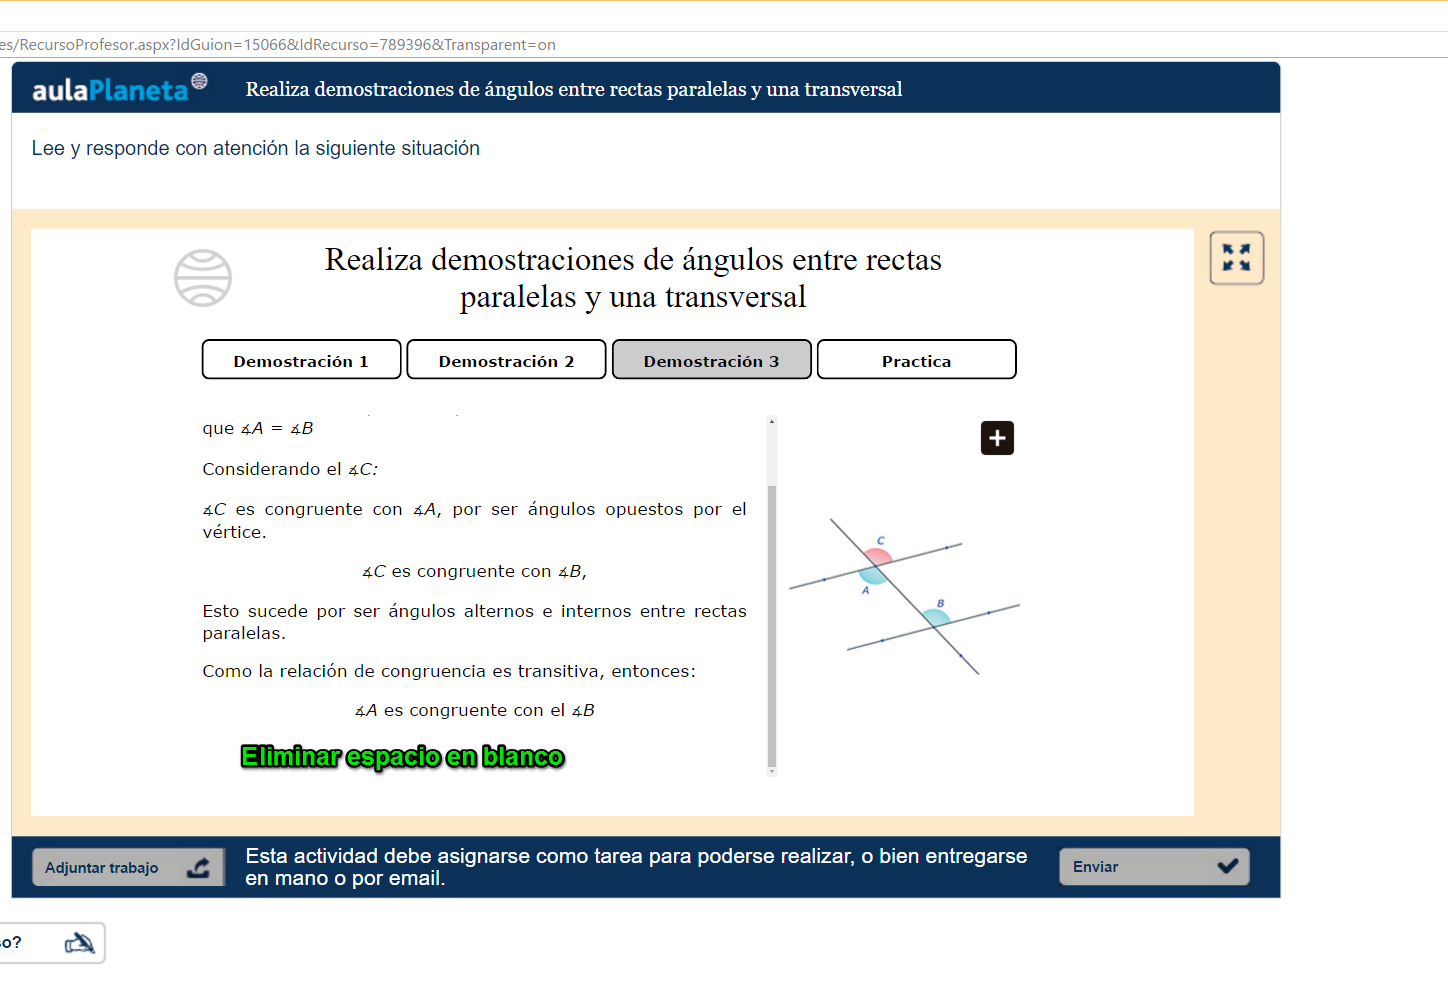 es/RecursoProfesor.aspx?IdGuion=15066&IdRecurso=789396&Transparent=on
aulaPlaneta
Realiza demostraciones de ángulos entre rectas paralelas y una transversal
Lee y responde con atención la siguiente situación
Realiza demostraciones de ángulos entre rectas
paralelas y una transversal
Demostración 1
Demostración 2
Demostración 3
Practica
que ∡A = ∡B
Considerando el ∡C:
∡C es congruente con ∡A, por ser ángulos opuestos por el
vértice.
∡C es congruente con ∡B,
Esto sucede por ser ángulos alternos e internos entre rectas
paralelas.
Como la relación de congruencia es transitiva, entonces:
∡A es congruente con el ∡B
Eliminar espacio en blanco
C
A
B
Adjuntar trabajo
Esta actividad debe asignarse como tarea para poderse realizar, o bien entregarse
en mano o por email.
Enviar
o?